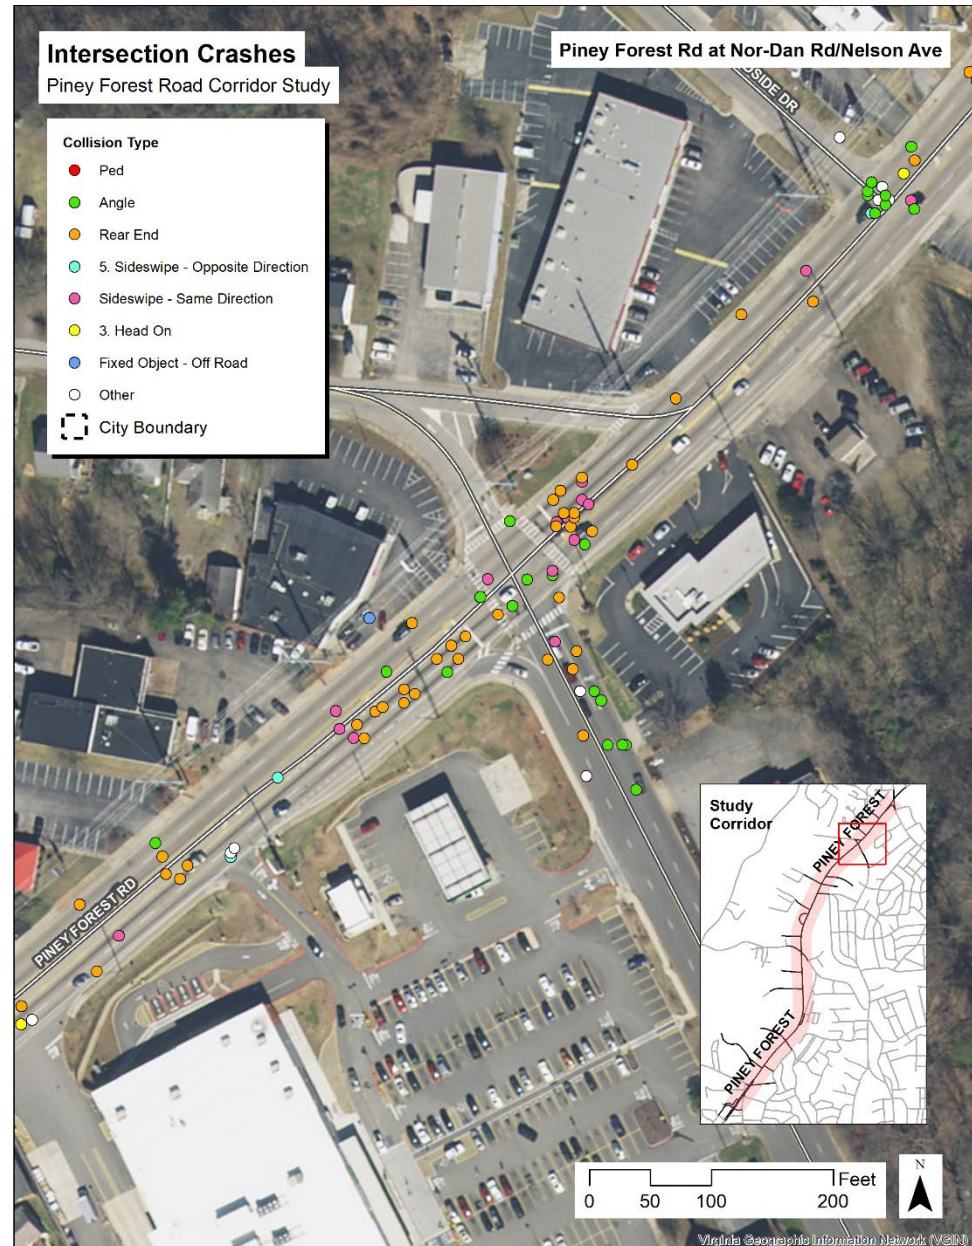 Intersection Crashes
Piney Forest Road Corridor Study
Piney Forest Rd at Nor-Dan Rd/Nelson Ave
Collision Type
Ped
Angle
Rear End
5. Sideswipe - Opposite Direction
Sideswipe - Same Direction
3. Head On
Fixed Object - Off Road
Other
City Boundary
DR
PINEY FOREST RD
Study
Corridor
PINEY FOREST
PINEY FOREST
Feet
0 50 100 200
N
Virginia Geographic Information Network (VGIN)